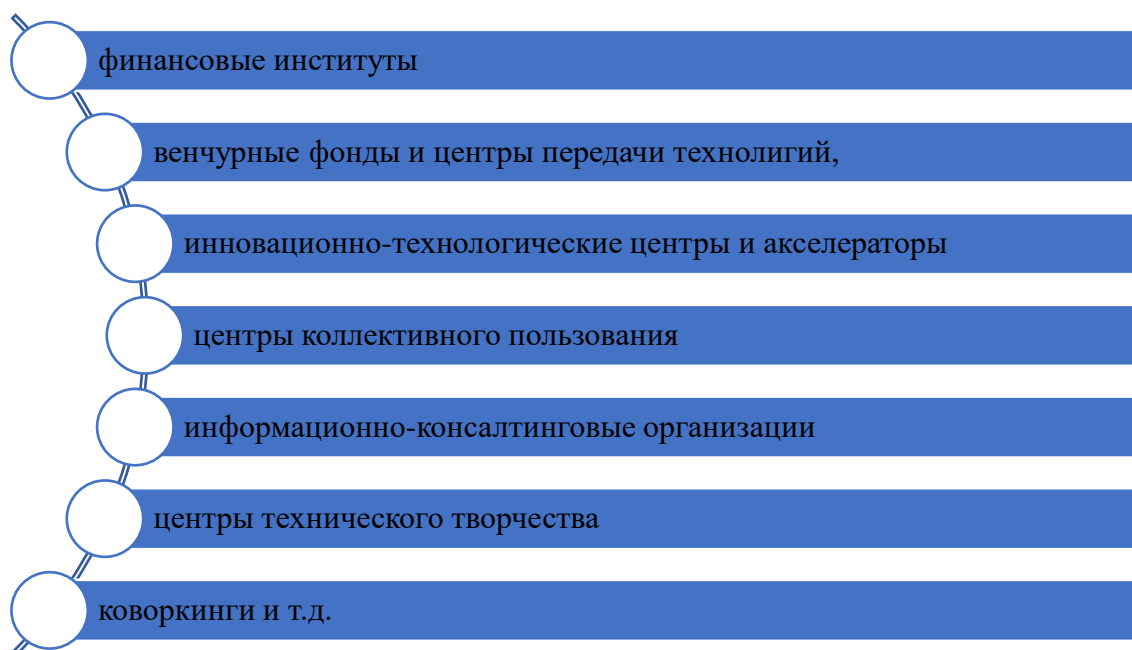 финансовые институты
венчурные фонды и центры передачи технолигий,
инновационно-технологические центры и акселераторы
центры коллективного пользования
информационно-консалтинговые организации
центры технического творчества
коворкинги и т.д.